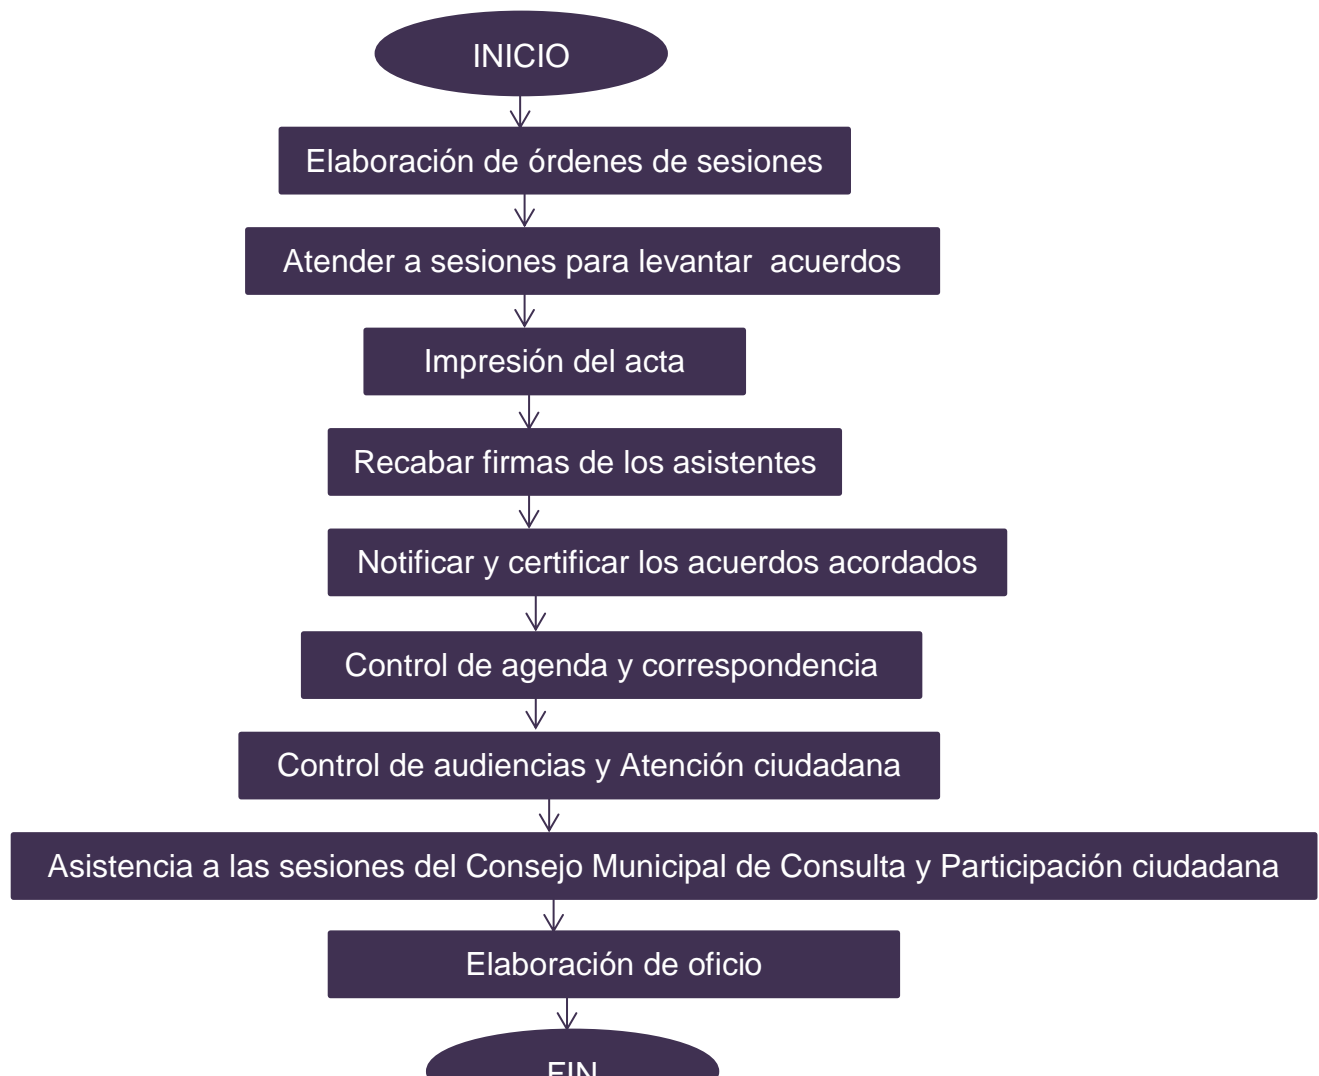 INICIO
Elaboración de órdenes de sesiones
Atender a sesiones para levantar  acuerdos
Impresión del acta
Recabar firmas de los asistentes
Notificar y certificar los acuerdos acordados
Control de agenda y correspondencia
Control de audiencias y Atención ciudadana
Asistencia a las sesiones del Consejo Municipal de Consulta y Participación ciudadana
Elaboración de oficio
FIN